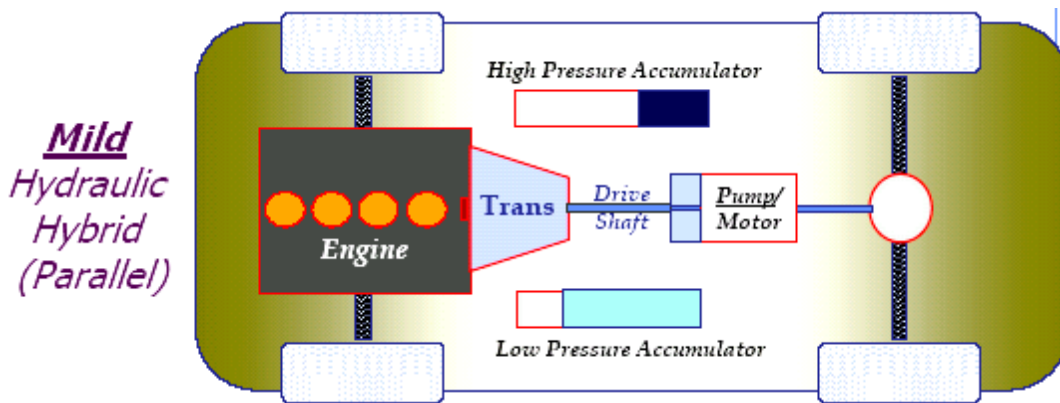 Mild
Hydraulic
Hybrid
(Parallel)
High Pressure Accumulator
Engine
Trans
Drive
Shaft
Pump/
Motor
Low Pressure Accumulator